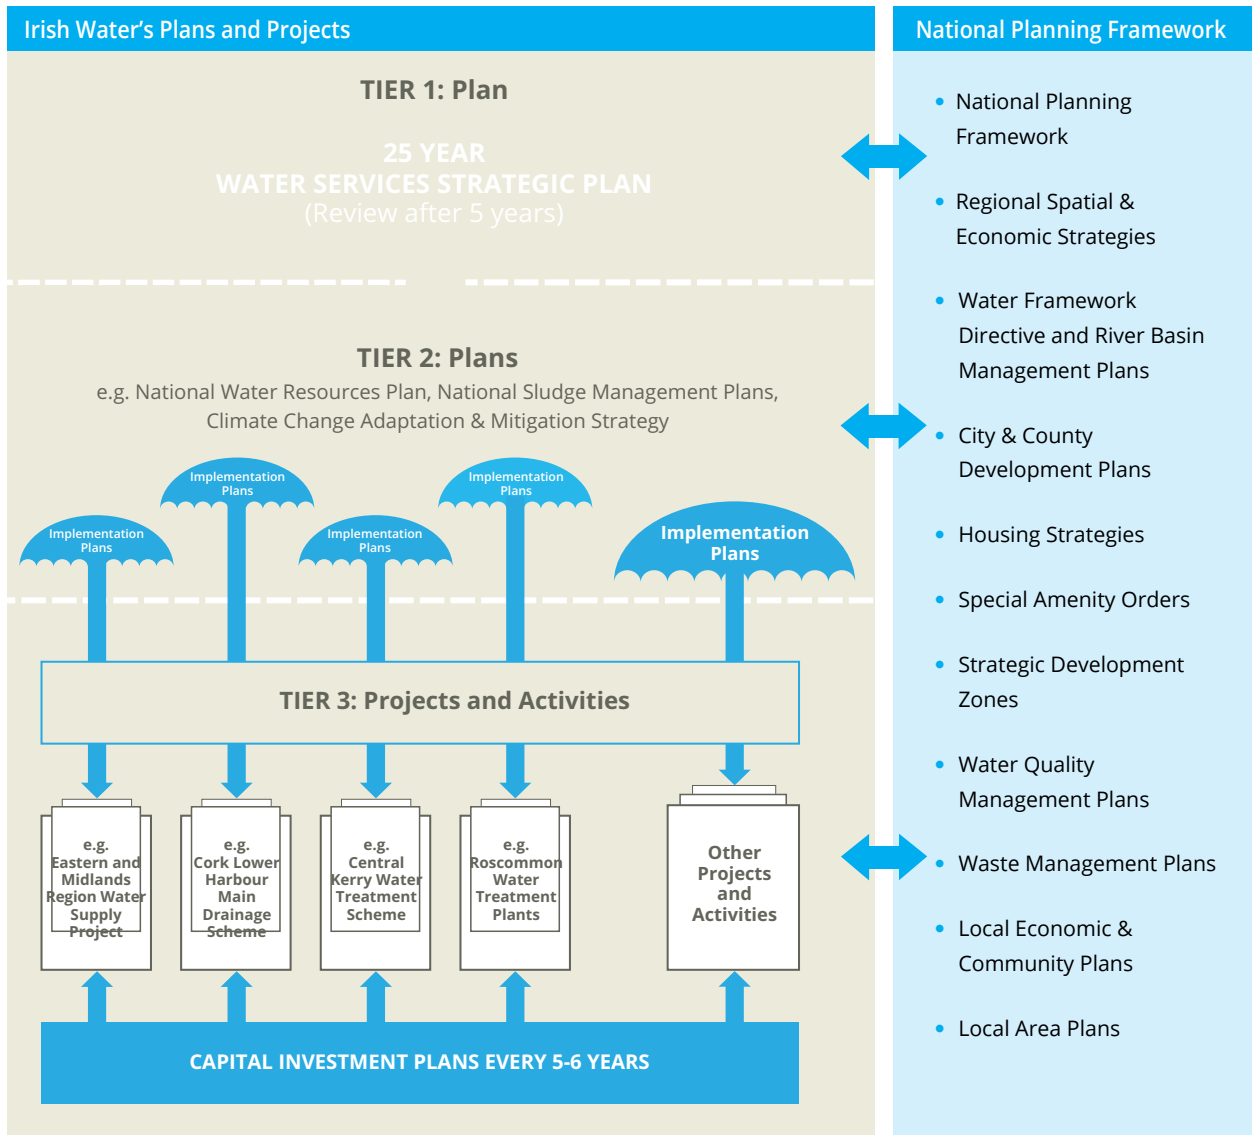 Irish Water's Plans and Projects
TIER 1: Plan
25 YEAR
WATER SERVICES STRATEGIC PLAN
(Review after 5 years)
TIER 2: Plans
e.g. National Water Resources Plan, National Sludge Management Plans,
Climate Change Adaptation & Mitigation Strategy
Implementation
Plans
Implementation
Plans
Implementation
Plans
Implementation
Plans
Implementation
Plans
TIER 3: Projects and Activities
e.g.
Eastern and
Midlands
Region Water
Supply
Project
e.g.
Cork Lower
Harbour
Main
Drainage
Scheme
e.g.
Central
Kerry Water
Treatment
Scheme
e.g.
Roscommon
Water
Treatment
Plants
Other
Projects
and
Activities
CAPITAL INVESTMENT PLANS EVERY 5-6 YEARS
National Planning Framework
• National Planning
Framework
• Regional Spatial &
Economic Strategies
• Water Framework
Directive and River Basin
Management Plans
• City & County
Development Plans
• Housing Strategies
• Special Amenity Orders
• Strategic Development
Zones
• Water Quality
Management Plans
• Waste Management Plans
• Local Economic &
Community Plans
• Local Area Plans